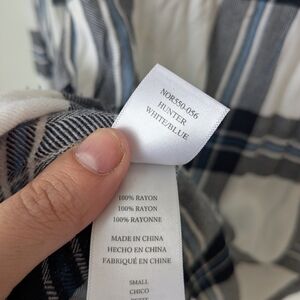 NOR550-056
HUNTER
WHITE/BLUE
100% RAYON
100% RAYON
100% RAYONNE
MADE IN CHINA
HECHO EN CHINA
FABRIQUÉ EN CHINE
SMALL
CHICO